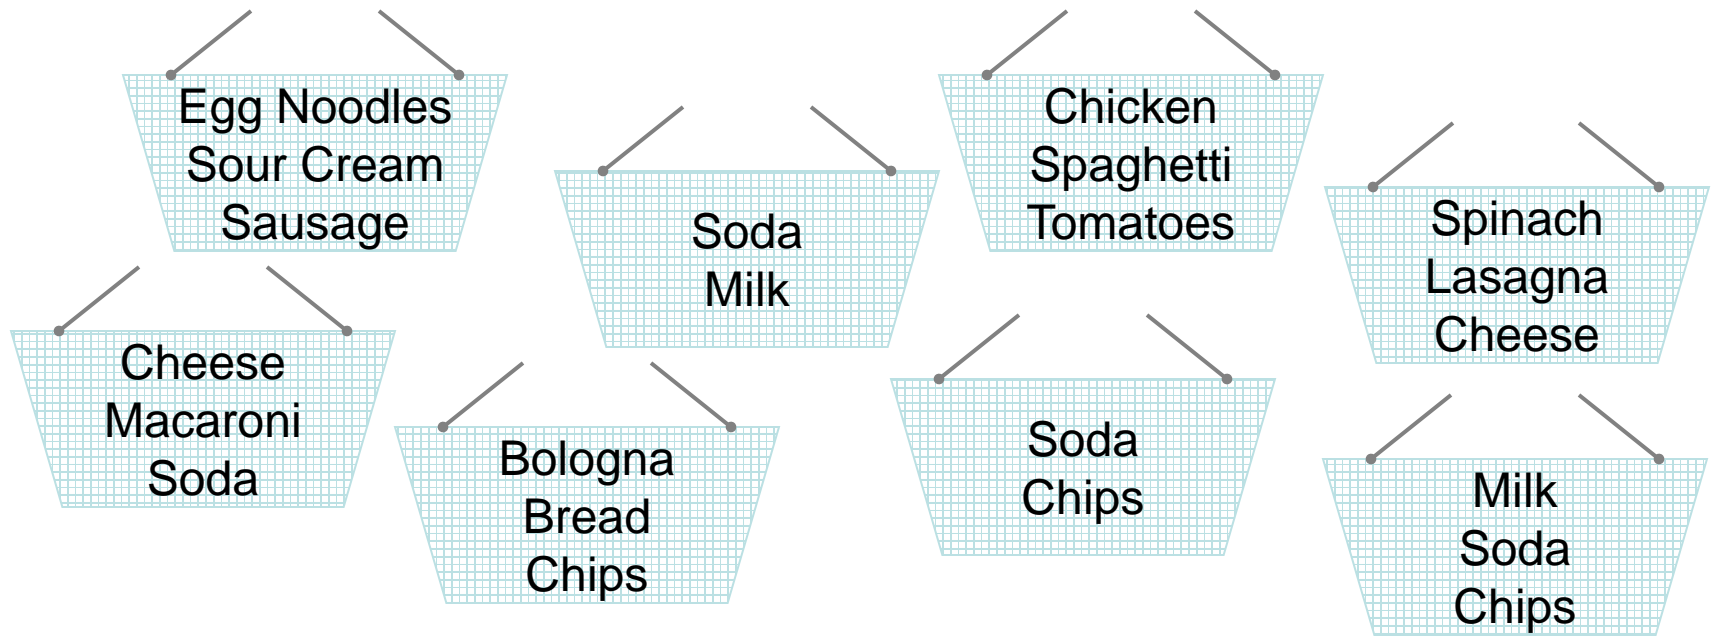 Egg Noodles
Sour Cream
Sausage
Soda
Milk
Chicken
Spaghetti
Tomatoes
Spinach
Lasagna
Cheese
Cheese
Macaroni
Soda
Bologna
Bread
Chips
Soda
Chips
Milk
Soda
Chips